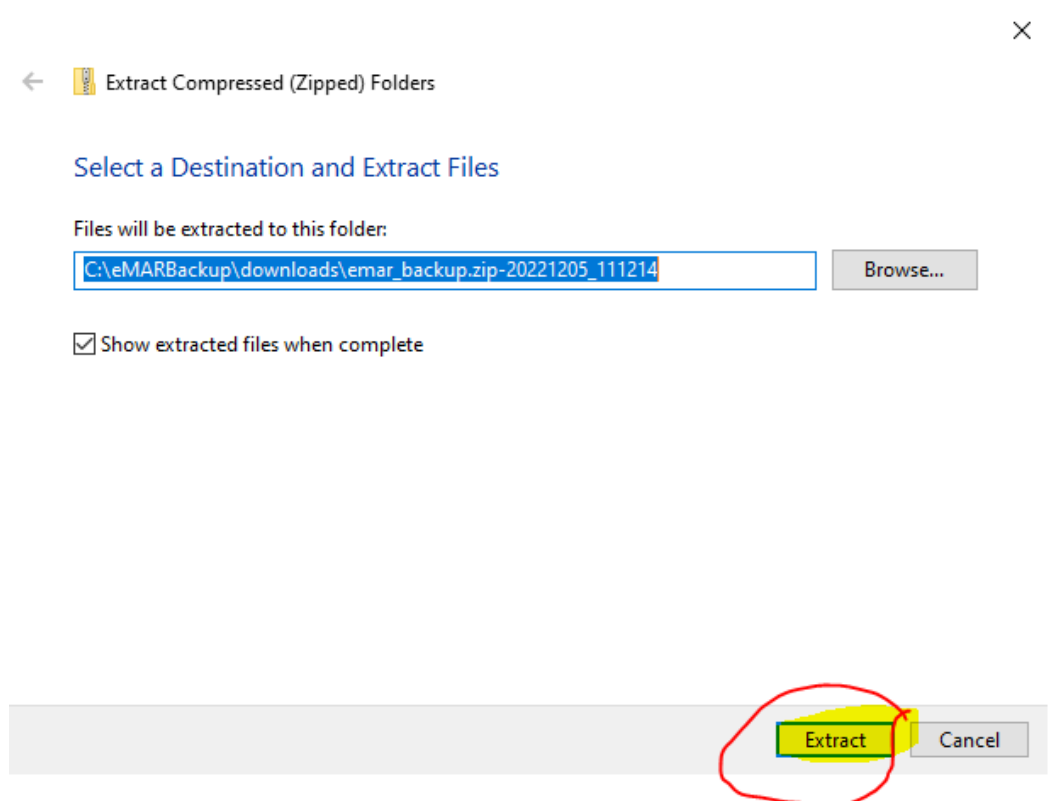 Extract Compressed (Zipped) Folders
Select a Destination and Extract Files
Files will be extracted to this folder:
C:\eMARBackup\downloads\emar_backup.zip-20221205_111214
Browse...
Show extracted files when complete
Extract
Cancel